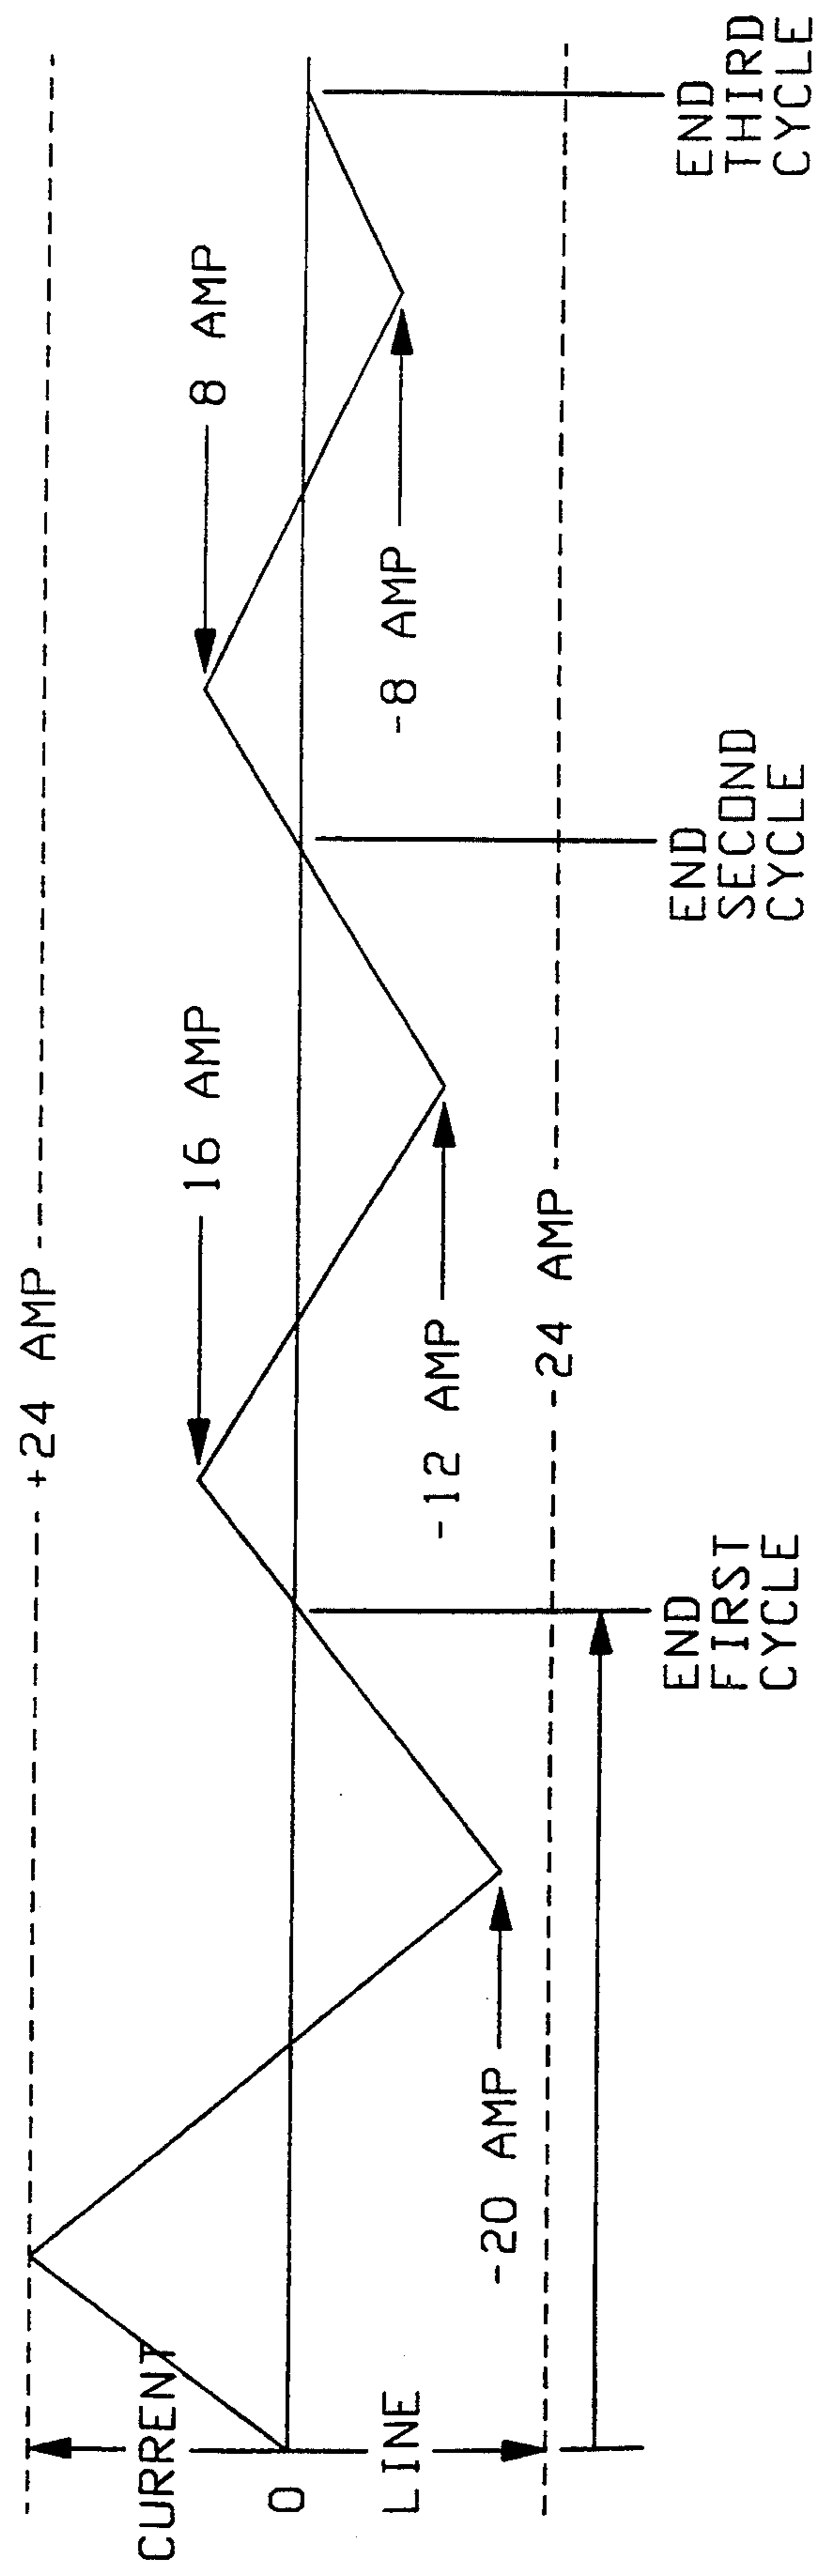 +24 AMP
CURRENT
0
LINE
16 AMP
8 AMP
-20 AMP
-12 AMP
-8 AMP
-24 AMP
END
FIRST
CYCLE
END
SECOND
CYCLE
END
THIRD
CYCLE